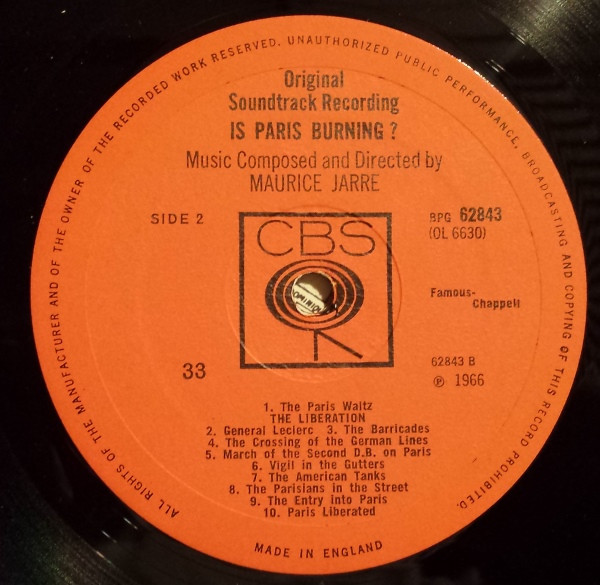 ALL RIGHTS OF THE MANUFACTURER AND OF THE OWNER OF THE RECORDED WORK RESERVED. UNAUTHORIZED PUBLIC PERFORMANCE, BROADCASTING AND COPYING OF THIS RECORD PROHIBITED.
Original
Soundtrack Recording
IS PARIS BURNING?
Music Composed and Directed by
MAURICE JARRE
SIDE 2
BPG 62843
(OL 6630)
CBS
Famous-
Chappell
33
62843 B
℗ 1966
1. The Paris Waltz
THE LIBERATION
2. General Leclerc 3. The Barricades
4. The Crossing of the German Lines
5. March of the Second D.B. on Paris
6. Vigil in the Gutters
7. The American Tanks
8. The Parisians in the Street
9. The Entry into Paris
10. Paris Liberated
MADE IN ENGLAND